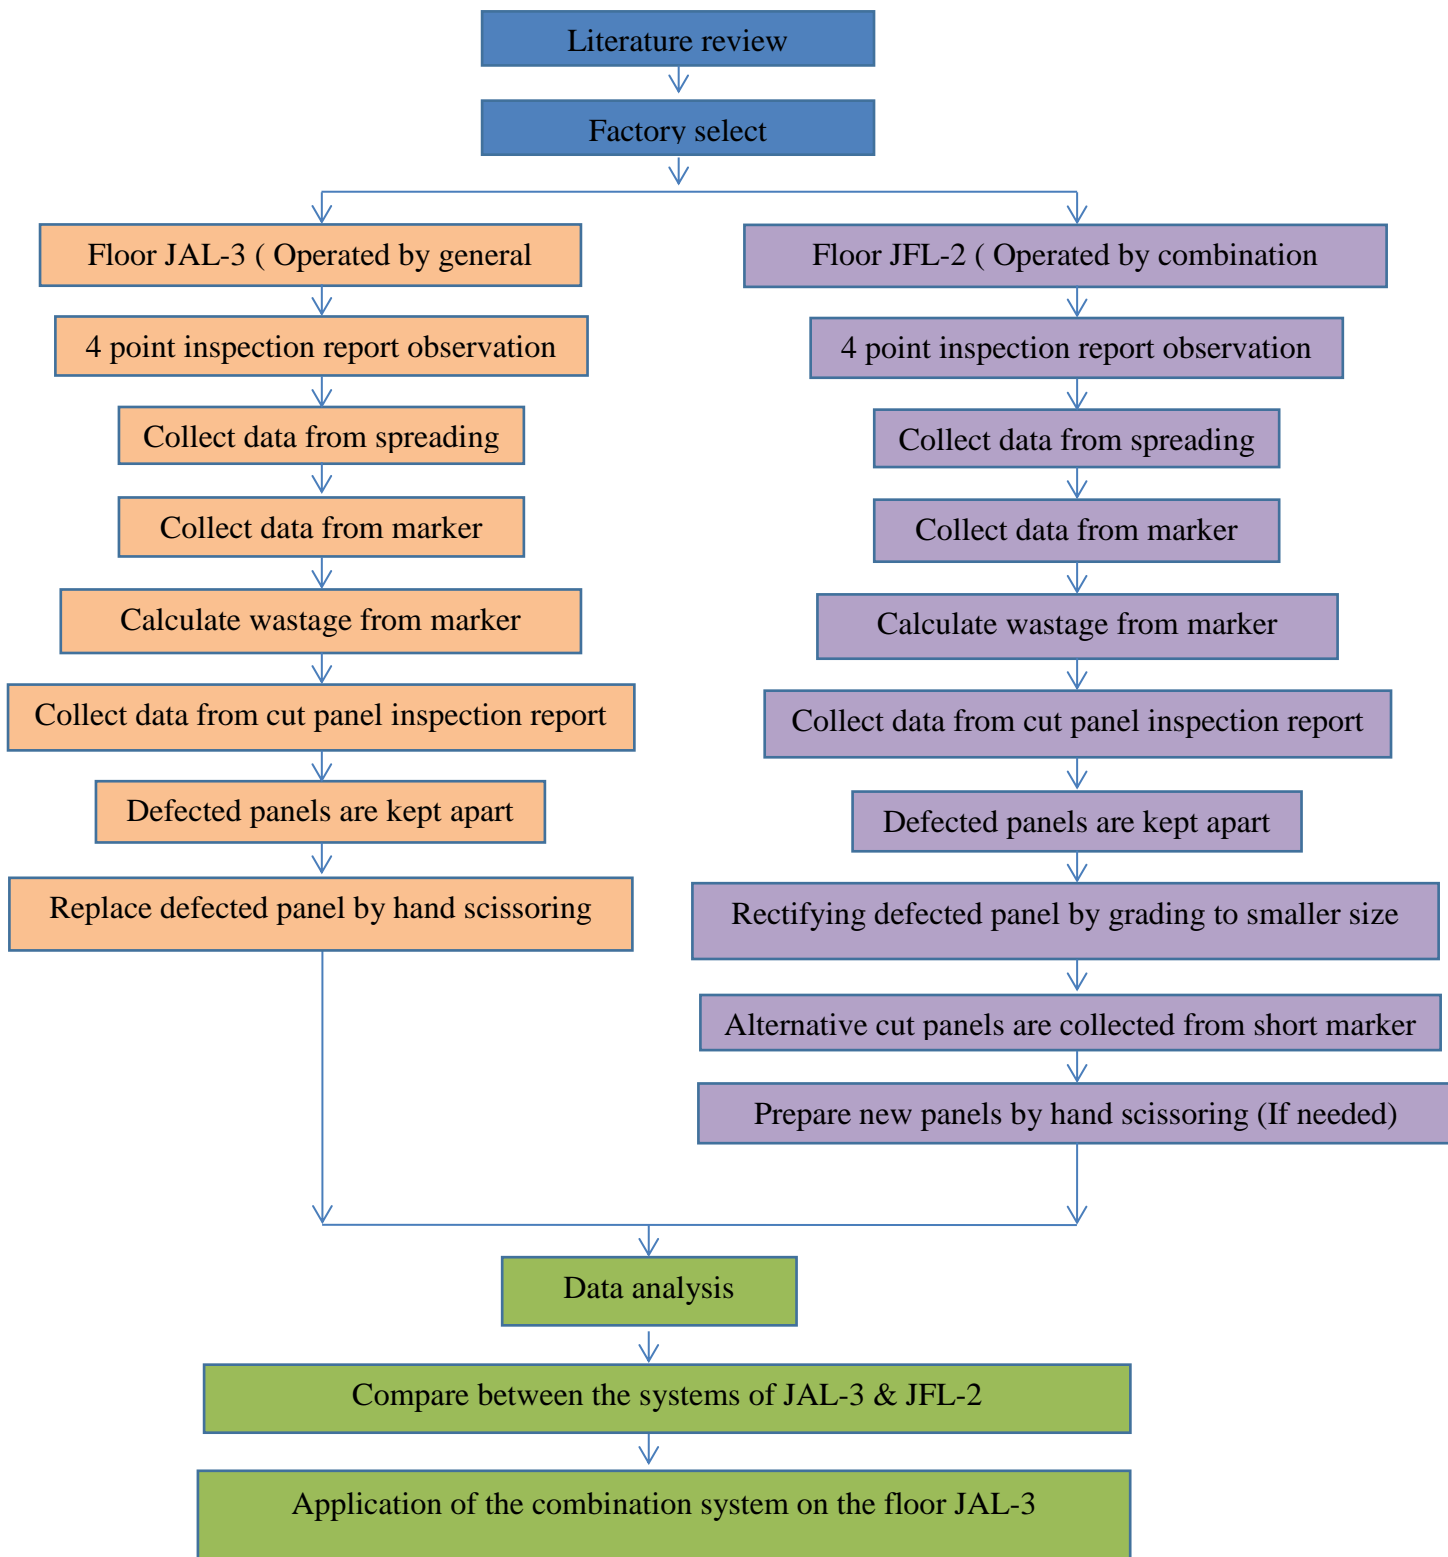 Literature review
Factory select
Floor JAL-3 ( Operated by general
4 point inspection report observation
Collect data from spreading
Collect data from marker
Calculate wastage from marker
Collect data from cut panel inspection report
Defected panels are kept apart
Replace defected panel by hand scissoring
Floor JFL-2 ( Operated by combination
4 point inspection report observation
Collect data from spreading
Collect data from marker
Calculate wastage from marker
Collect data from cut panel inspection report
Defected panels are kept apart
Rectifying defected panel by grading to smaller size
Alternative cut panels are collected from short marker
Prepare new panels by hand scissoring (If needed)
Data analysis
Compare between the systems of JAL-3 & JFL-2
Application of the combination system on the floor JAL-3